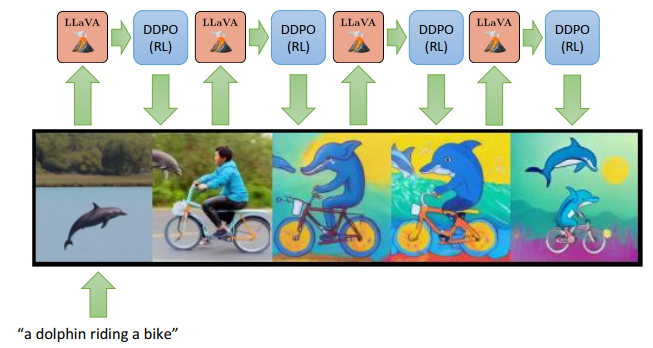 LLaVA
DDPO
(RL)
LLaVA
DDPO
(RL)
LLaVA
DDPO
(RL)
LLaVA
DDPO
(RL)
"a dolphin riding a bike"